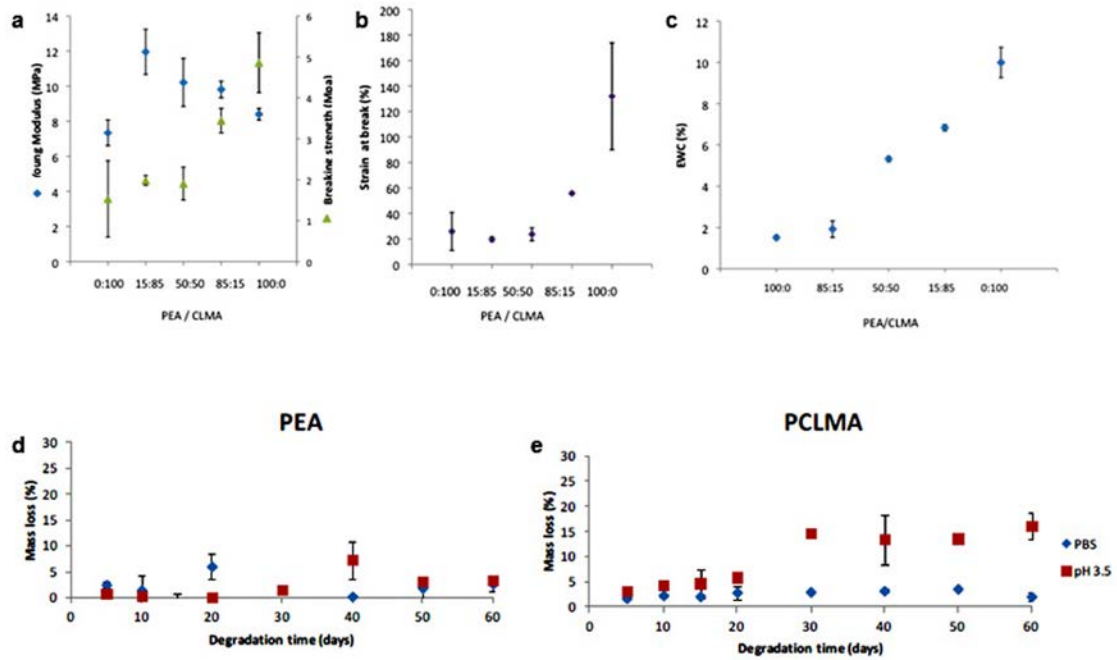 a
14
12
10
8
6
4
2
0
Young Modulus (MPa)
6
5
4
3
2
1
0
Breaking strength (Moa)
0:100 15:85 50:50 85:15 100:0
PEA / CLMA
b
200
180
160
140
120
100
80
60
40
20
0
Strain at break (%)
0:100 15:85 50:50 85:15 100:0
PEA / CLMA
c
12
10
8
6
4
2
0
EWC (%)
100:0 85:15 50:50 15:85 0:100
PEA/CLMA
PEA
d
30
25
20
15
10
5
0
Mass loss (%)
0 10 20 30 40 50 60
Degradation time (days)
PCLMA
e
30
25
20
15
10
5
0
Mass loss (%)
0 10 20 30 40 50 60
Degradation time (days)
PBS
pH 3.5